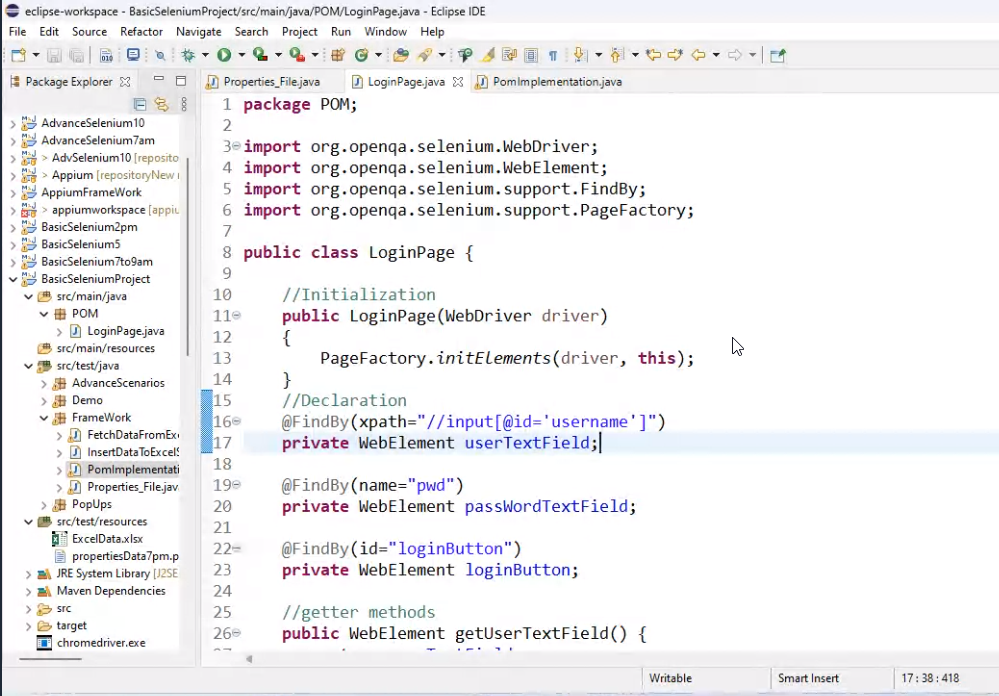 eclipse-workspace - BasicSeleniumProject/src/main/java/POM/LoginPage.java - Eclipse IDE
File Edit Source Refactor Navigate Search Project Run Window Help
Package Explorer
Properties_File.java LoginPage.java PomImplementation.java
AdvanceSelenium10
AdvanceSelenium7am
> AdvSelenium10 [reposito
> Appium [repositoryNew
AppiumFrameWork
> appiumworkspace [appiu
BasicSelenium2pm
BasicSelenium5
BasicSelenium7to9am
BasicSeleniumProject
src/main/java
POM
LoginPage.java
src/main/resources
src/test/java
AdvanceScenarios
Demo
FrameWork
FetchDataFromExc
InsertDataToExcelS
PomImplementati
Properties_File.jav
PopUps
src/test/resources
ExcelData.xlsx
propertiesData7pm.p
JRE System Library [J2SE
Maven Dependencies
src
target
chromedriver.exe
1 package POM;
2
3 import org.openqa.selenium.WebDriver;
4 import org.openqa.selenium.WebElement;
5 import org.openqa.selenium.support.FindBy;
6 import org.openqa.selenium.support.PageFactory;
7
8 public class LoginPage {
9
10 //Initialization
11 public LoginPage(WebDriver driver)
12 {
13 PageFactory.initElements(driver, this);
14 }
15 //Declaration
16 @FindBy(xpath="//input[@id='username']")
17 private WebElement userTextField;
18
19 @FindBy(name="pwd")
20 private WebElement passWordTextField;
21
22 @FindBy(id="loginButton")
23 private WebElement loginButton;
24
25 //getter methods
26 public WebElement getUserTextField() {
Writable Smart Insert 17 : 38 : 418